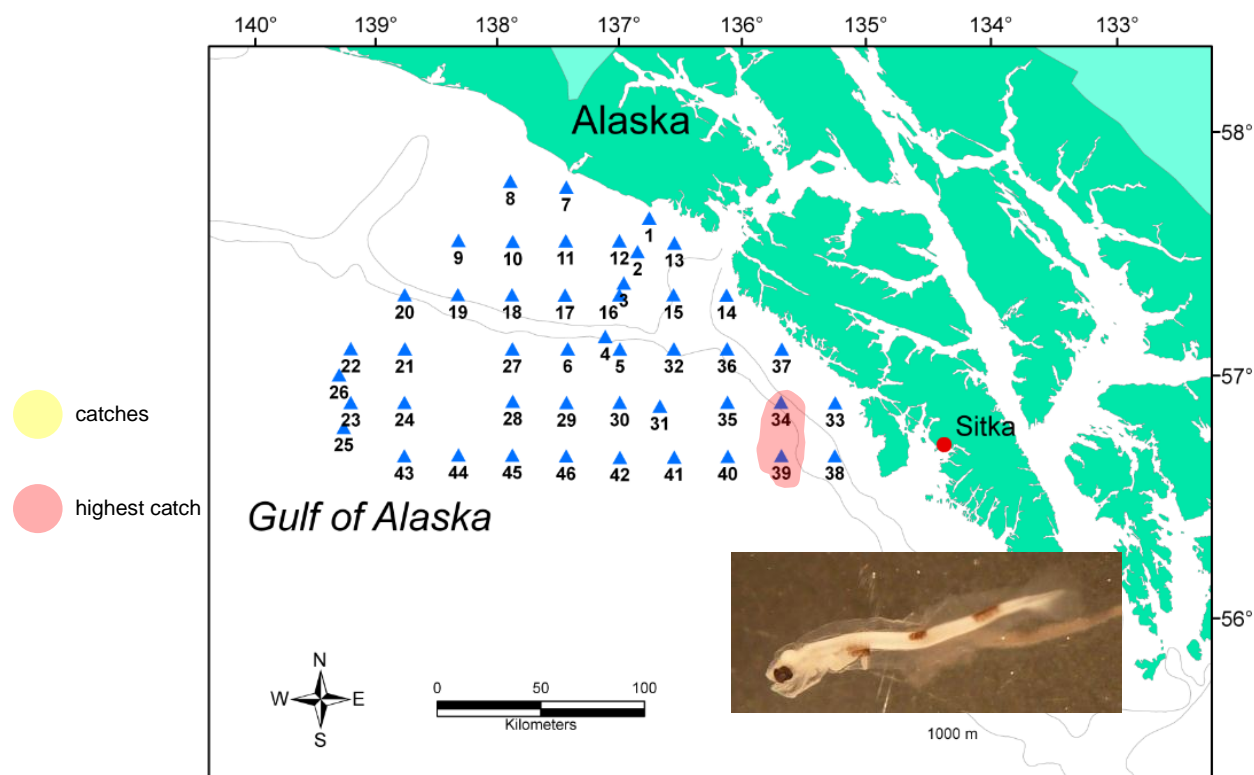 140° 139° 138° 137° 136° 135° 134° 133°
Alaska
58°
8 7
1
9 10 11 12 2 13
3
20 19 18 17 16 15 14
4
22 21 27 6 5 32 36 37
57°
26
catches
23 24 28 29 30 31 35 34 33
Sitka
25
43 44 45 46 42 41 40 39 38
highest catch
Gulf of Alaska
56°
N
W E
S
0 50 100
Kilometers
1000 m